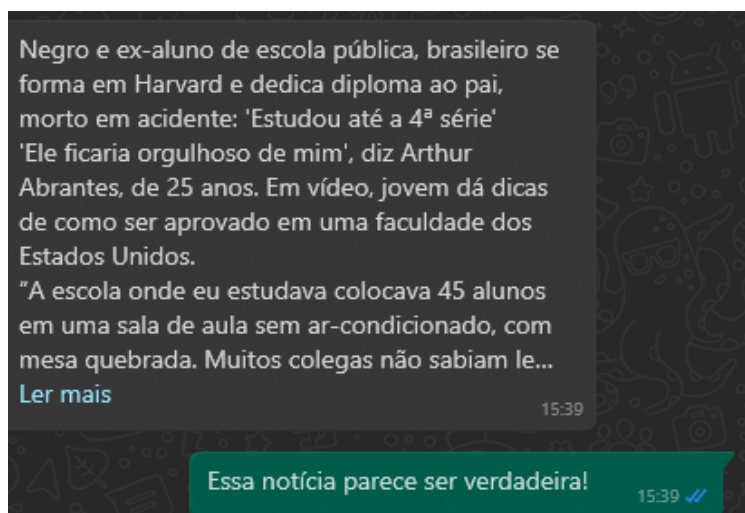 Negro e ex-aluno de escola pública, brasileiro se
forma em Harvard e dedica diploma ao pai,
morto em acidente: 'Estudou até a 4ª série'
'Ele ficaria orgulhoso de mim', diz Arthur
Abrantes, de 25 anos. Em vídeo, jovem dá dicas
de como ser aprovado em uma faculdade dos
Estados Unidos.
“A escola onde eu estudava colocava 45 alunos
em uma sala de aula sem ar-condicionado, com
mesa quebrada. Muitos colegas não sabiam le...
Ler mais
15:39
Essa notícia parece ser verdadeira!
15:39